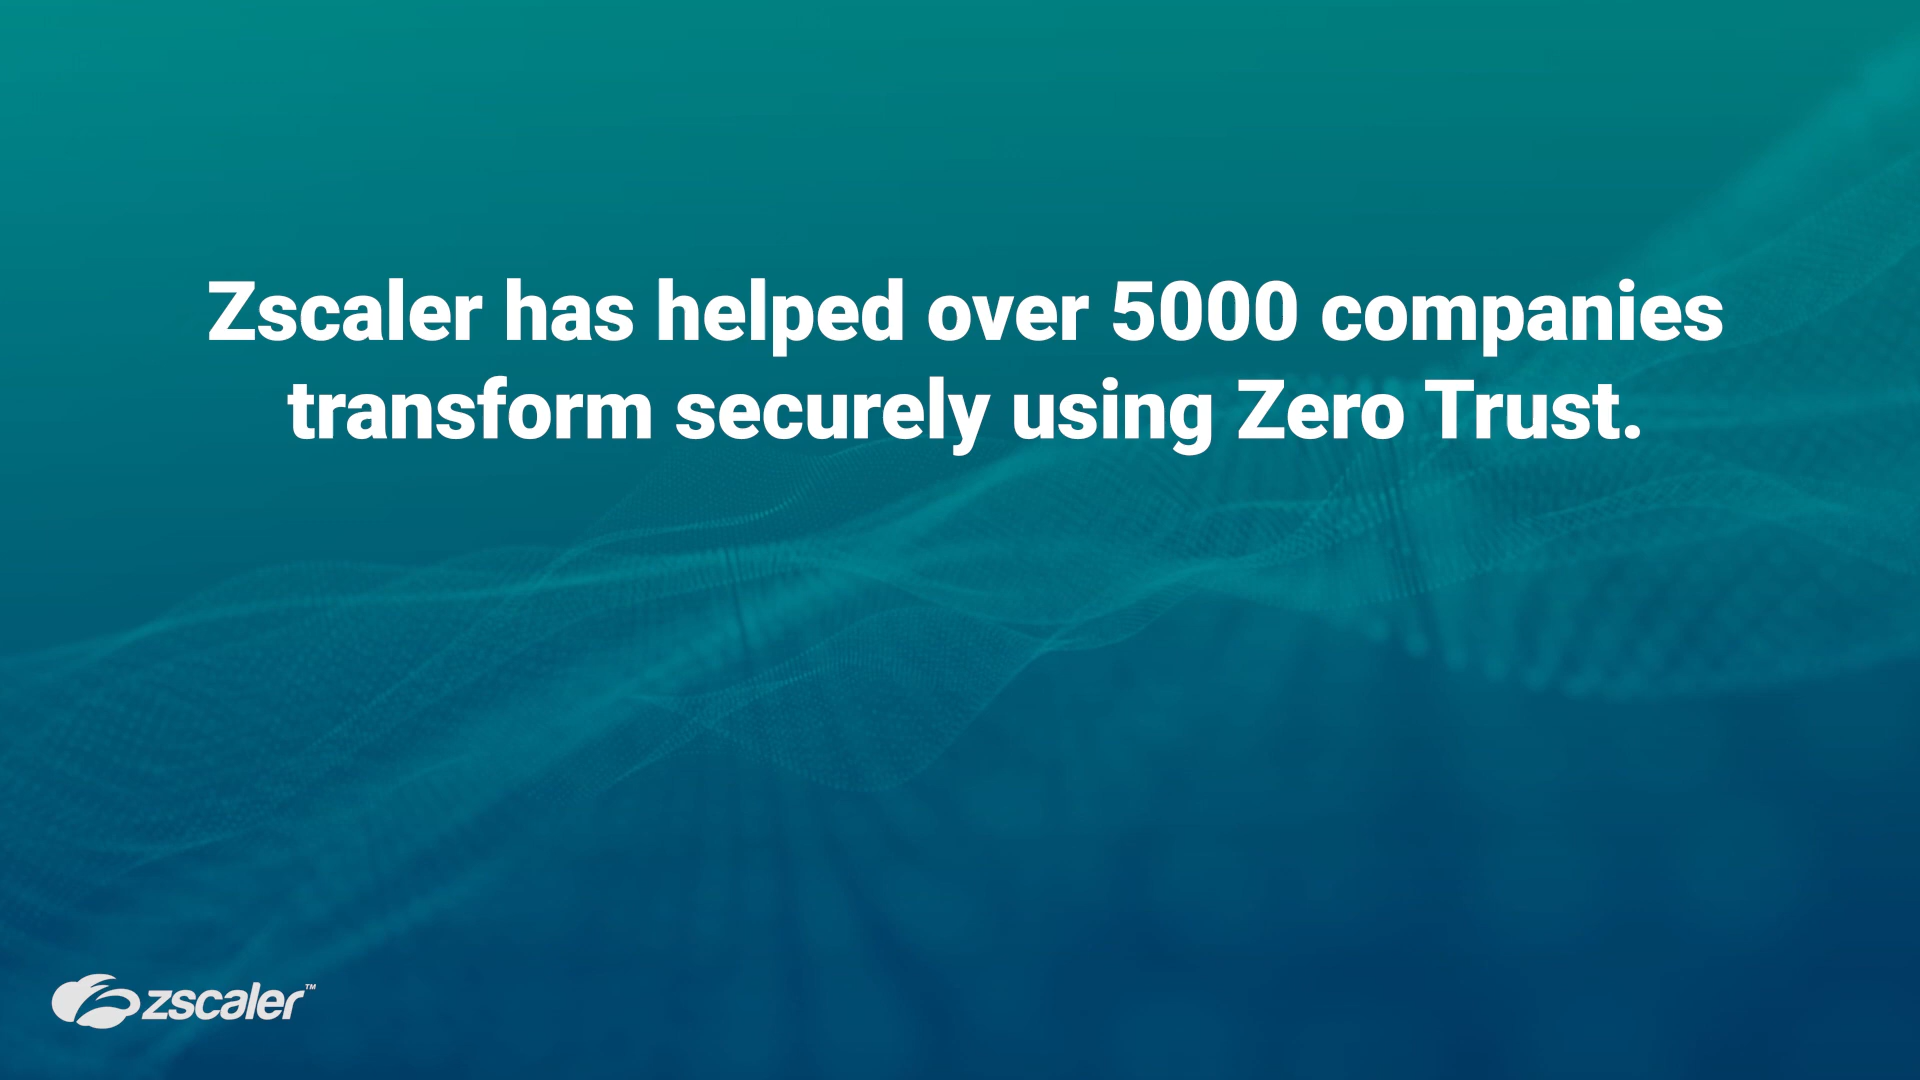 Zscaler has helped over 5000 companies
transform securely using Zero Trust.
zscaler™